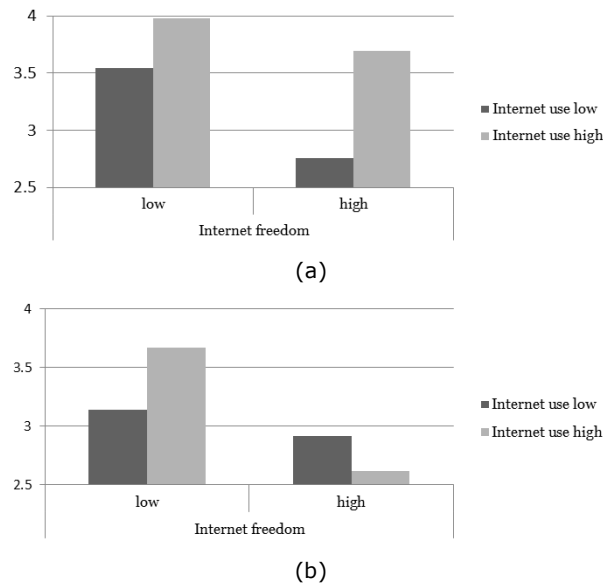 4
3.5
3
2.5
low
high
Internet freedom
Internet use low
Internet use high
(a)
4
3.5
3
2.5
low
high
Internet freedom
Internet use low
Internet use high
(b)